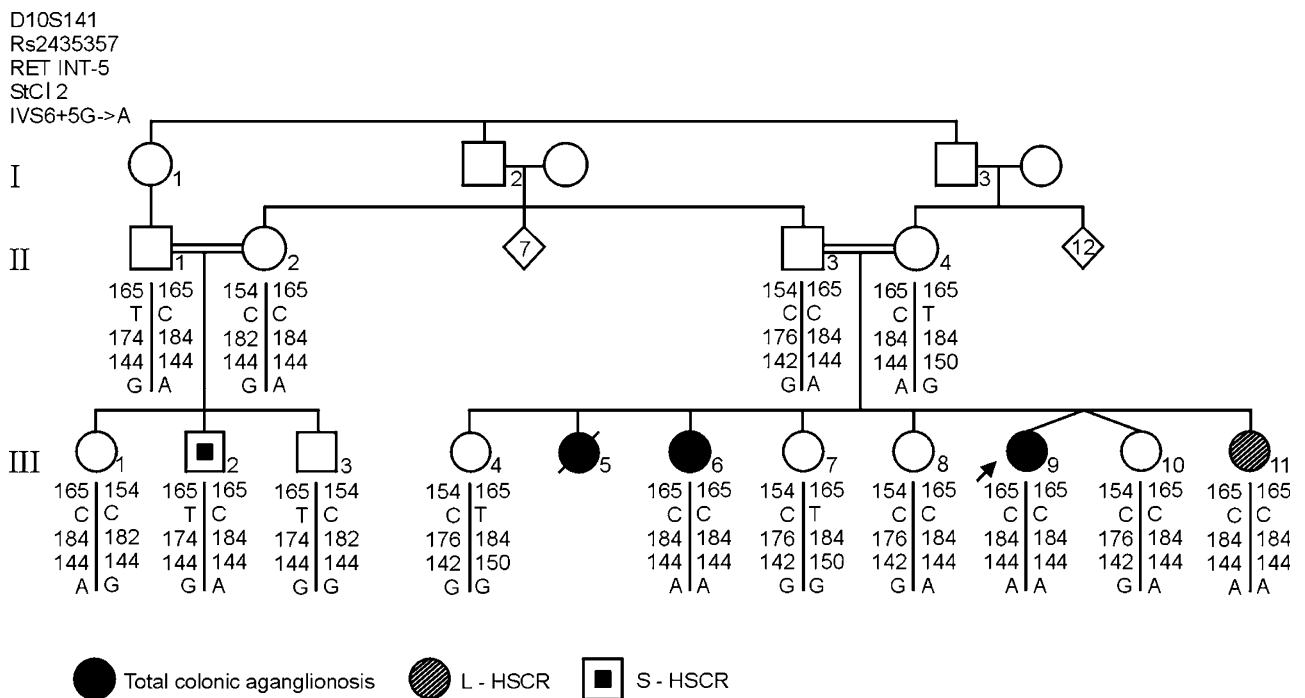 D10S141
Rs2435357
RET INT-5
StCl 2
IVS6+5G->A
I
1
2
3
II
1
2
7
3
4
12
165 165 154 165 154 165 165 165
T C C C C C C T
174 184 182 184 176 184 184 184
144 144 144 144 142 144 144 150
G A G A G A A G
III
1
2
3
4
5
6
7
8
9
10
11
165 154 165 165 165 154 154 165 165 165 154 165 154 165 165 165 154 165 165 165
C C T C T C C T C C C T C C C C C C C C
184 182 174 184 174 182 176 184 184 184 176 184 176 184 184 184 176 184 184 184
144 144 144 144 144 144 142 150 144 144 142 150 142 144 144 144 142 144 144 144
A G G A G G G G A A G G G A A A G A A A
Total colonic aganglionosis L - HSCR S - HSCR